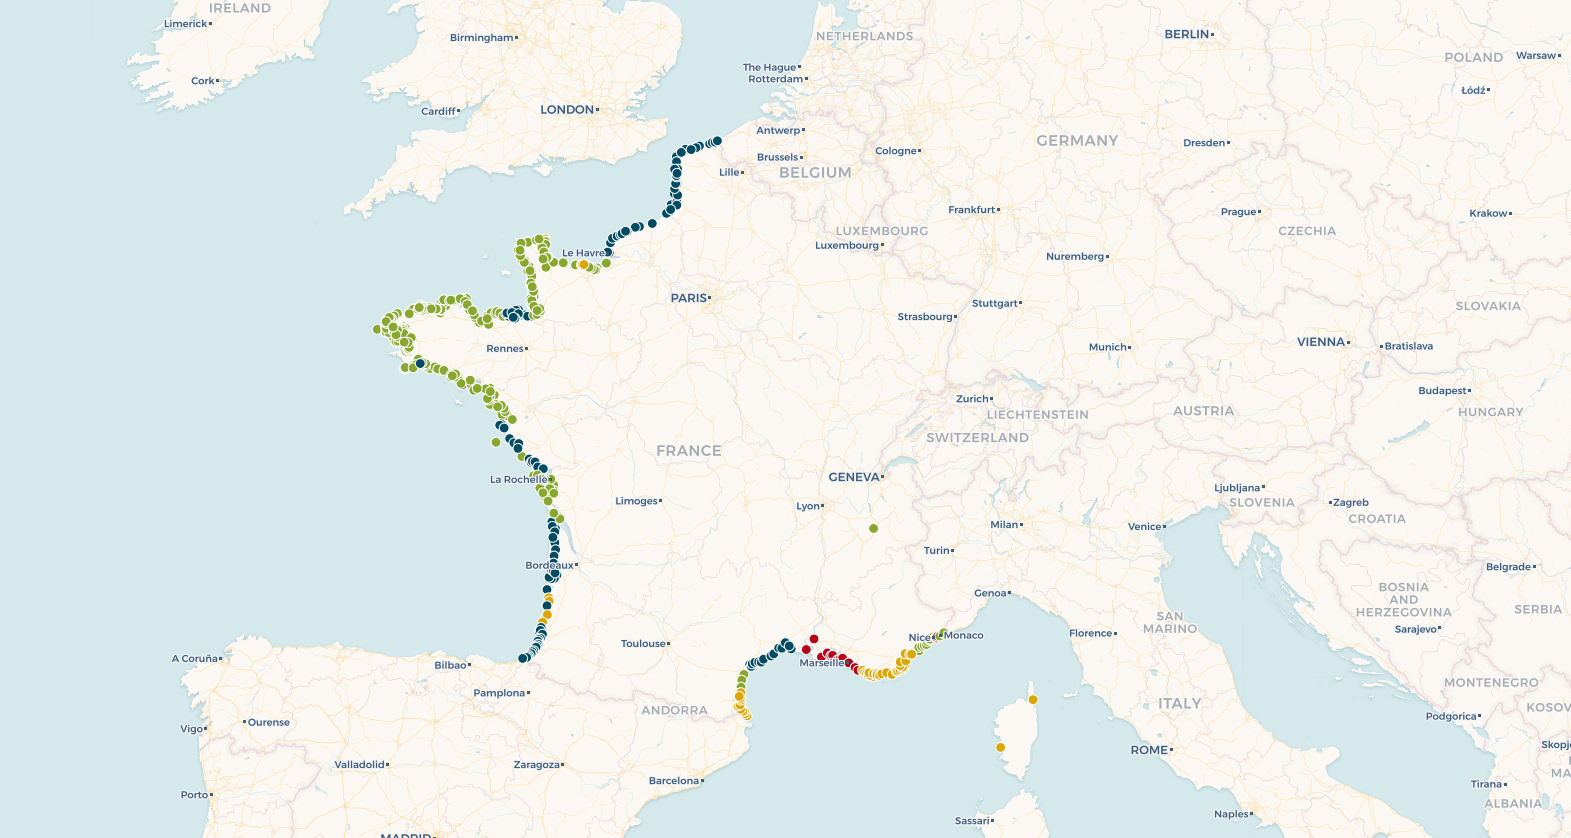 IRELAND
Limerick
Birmingham
NETHERLANDS
BERLIN
POLAND
Warsaw
The Hague
Rotterdam
Cork
Łódź
Cardiff
LONDON
Antwerp
Brussels
BELGIUM
Cologne
GERMANY
Dresden
Lille
Frankfurt
Prague
Krakow
LUXEMBOURG
Luxembourg
CZECHIA
Le Havre
Nuremberg
PARIS
Stuttgart
Strasbourg
SLOVAKIA
Rennes
Munich
VIENNA
Bratislava
Budapest
Zurich
LIECHTENSTEIN
AUSTRIA
HUNGARY
SWITZERLAND
FRANCE
La Rochelle
GENEVA
Ljubljana
SLOVENIA
Zagreb
CROATIA
Limoges
Lyon
Milan
Venice
Turin
Bordeaux
Belgrade
BOSNIA
AND
HERZEGOVINA
Genoa
SERBIA
SAN
MARINO
Sarajevo
Florence
Nice
Monaco
Toulouse
A Coruña
Bilbao
Marseille
Pamplona
MONTENEGRO
ANDORRA
ITALY
KOSOV
Podgorica
Vigo
Ourense
ROME
Skopj
Valladolid
Zaragoza
Barcelona
MA
Tirana
Porto
ALBANIA
Sassari
Naples
MADRID